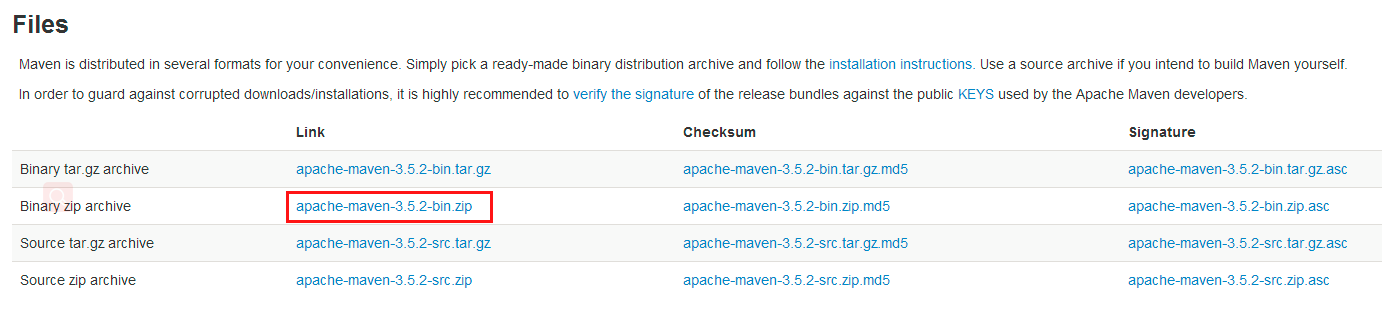 Files
Maven is distributed in several formats for your convenience. Simply pick a ready-made binary distribution archive and follow the installation instructions. Use a source archive if you intend to build Maven yourself.
In order to guard against corrupted downloads/installations, it is highly recommended to verify the signature of the release bundles against the public KEYS used by the Apache Maven developers.
Link Checksum Signature
Binary tar.gz archive apache-maven-3.5.2-bin.tar.gz apache-maven-3.5.2-bin.tar.gz.md5 apache-maven-3.5.2-bin.tar.gz.asc
Binary zip archive apache-maven-3.5.2-bin.zip apache-maven-3.5.2-bin.zip.md5 apache-maven-3.5.2-bin.zip.asc
Source tar.gz archive apache-maven-3.5.2-src.tar.gz apache-maven-3.5.2-src.tar.gz.md5 apache-maven-3.5.2-src.tar.gz.asc
Source zip archive apache-maven-3.5.2-src.zip apache-maven-3.5.2-src.zip.md5 apache-maven-3.5.2-src.zip.asc